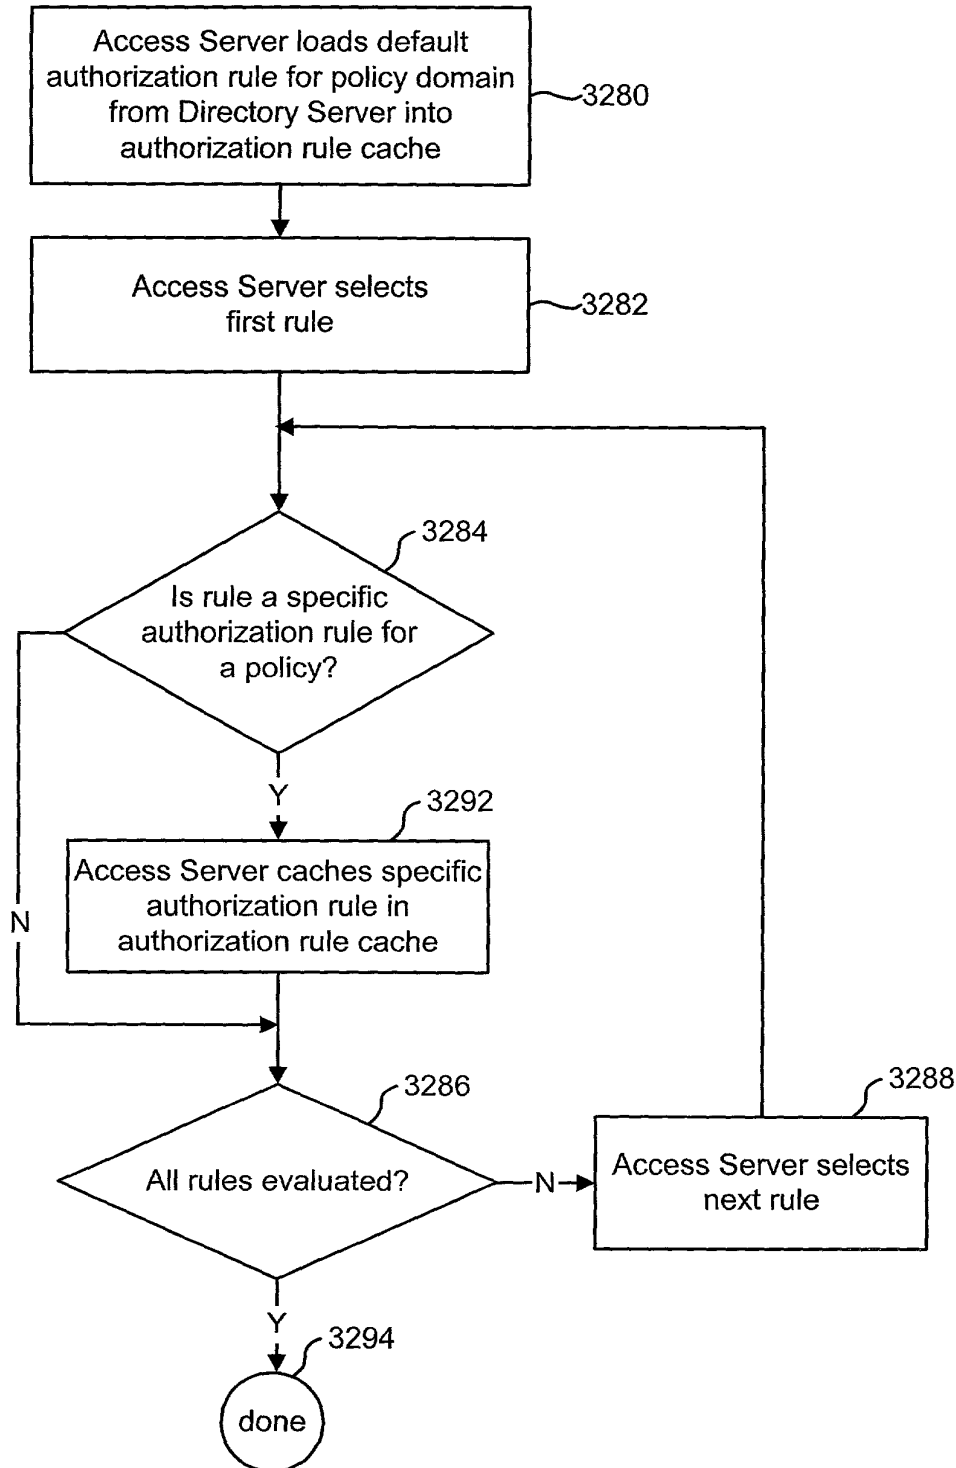 Access Server loads default
authorization rule for policy domain
from Directory Server into
authorization rule cache
3280
Access Server selects
first rule
3282
3284
Is rule a specific
authorization rule for
a policy?
Y
3292
Access Server caches specific
authorization rule in
authorization rule cache
N
3286
All rules evaluated?
N
3288
Access Server selects
next rule
Y
3294
done